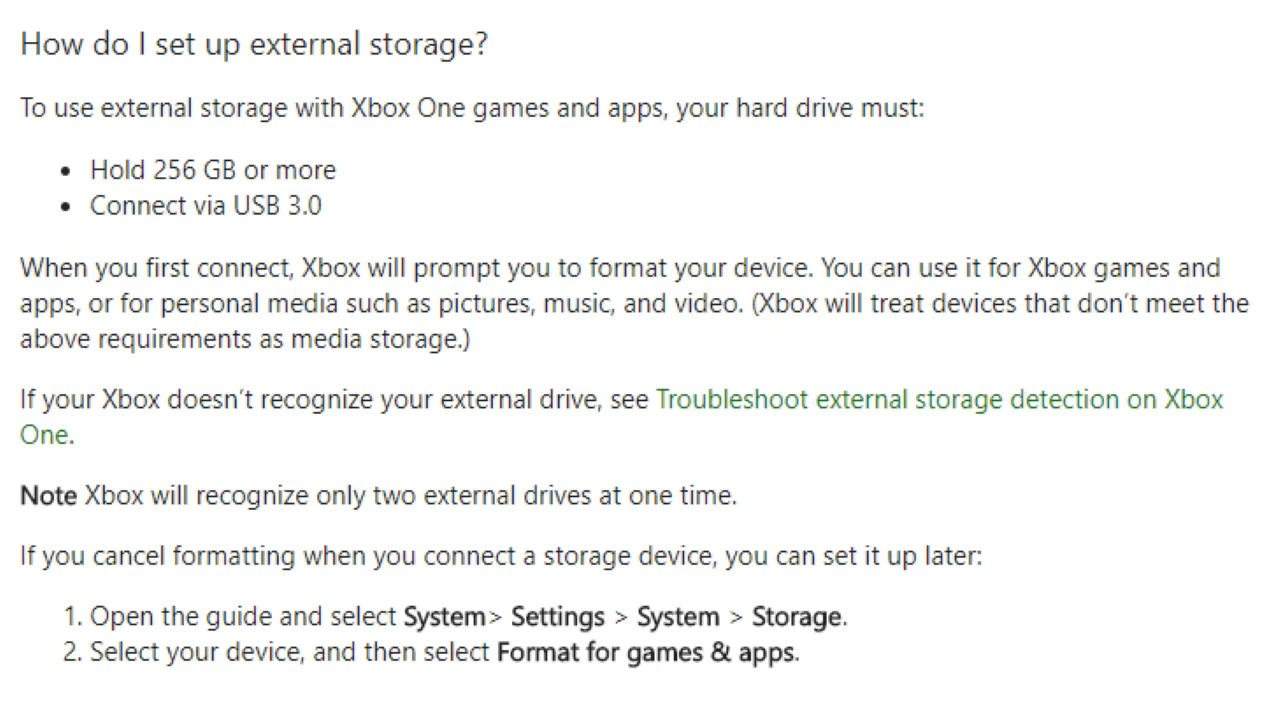 How do I set up external storage?
To use external storage with Xbox One games and apps, your hard drive must:
• Hold 256 GB or more
• Connect via USB 3.0
When you first connect, Xbox will prompt you to format your device. You can use it for Xbox games and
apps, or for personal media such as pictures, music, and video. (Xbox will treat devices that don't meet the
above requirements as media storage.)
If your Xbox doesn't recognize your external drive, see Troubleshoot external storage detection on Xbox
One.
Note Xbox will recognize only two external drives at one time.
If you cancel formatting when you connect a storage device, you can set it up later:
1. Open the guide and select System> Settings > System > Storage.
2. Select your device, and then select Format for games & apps.